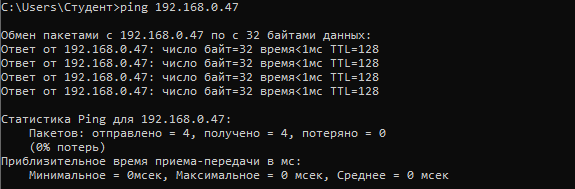 C:\Users\Студент>ping 192.168.0.47
Обмен пакетами с 192.168.0.47 по с 32 байтами данных:
Ответ от 192.168.0.47: число байт=32 время<1мс TTL=128
Ответ от 192.168.0.47: число байт=32 время<1мс TTL=128
Ответ от 192.168.0.47: число байт=32 время<1мс TTL=128
Ответ от 192.168.0.47: число байт=32 время<1мс TTL=128
Статистика Ping для 192.168.0.47:
Пакетов: отправлено = 4, получено = 4, потеряно = 0
(0% потерь)
Приблизительное время приема-передачи в мс:
Минимальное = 0мсек, Максимальное = 0 мсек, Среднее = 0 мсек